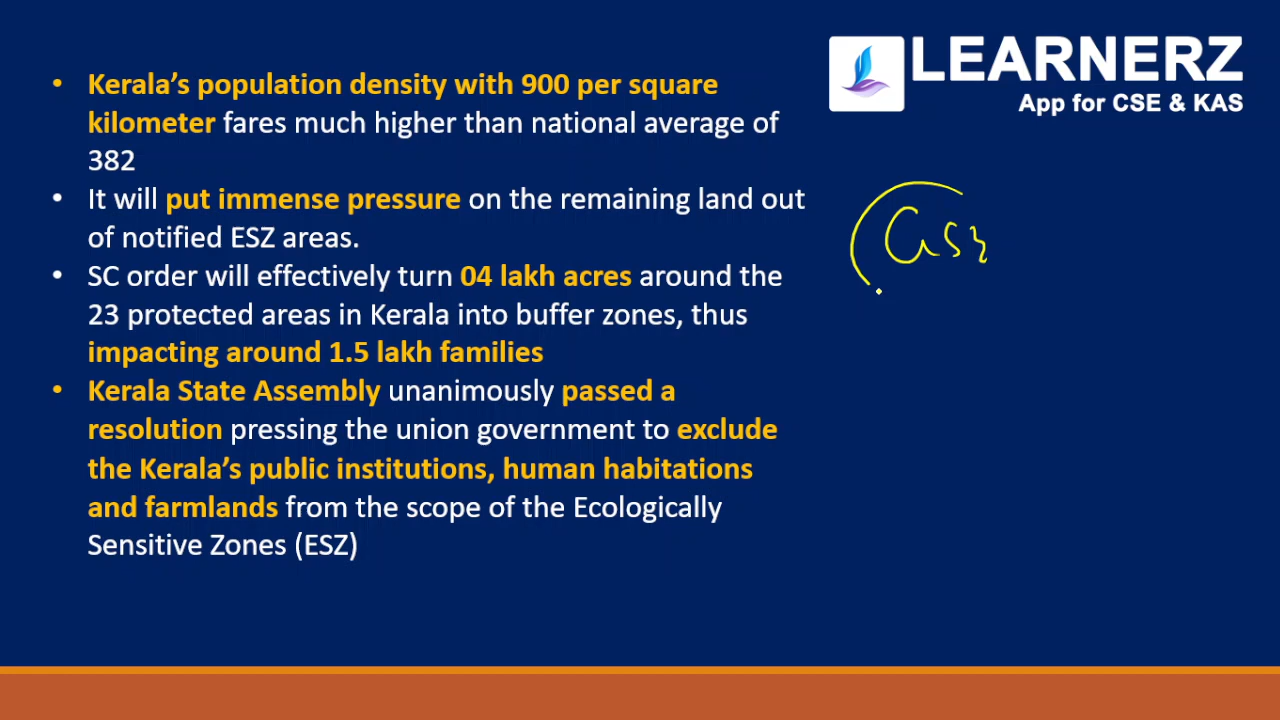 LEARNERZ
App for CSE & KAS
• Kerala’s population density with 900 per square
kilometer fares much higher than national average of
382
• It will put immense pressure on the remaining land out
of notified ESZ areas.
• SC order will effectively turn 04 lakh acres around the
23 protected areas in Kerala into buffer zones, thus
impacting around 1.5 lakh families
• Kerala State Assembly unanimously passed a
resolution pressing the union government to exclude
the Kerala’s public institutions, human habitations
and farmlands from the scope of the Ecologically
Sensitive Zones (ESZ)